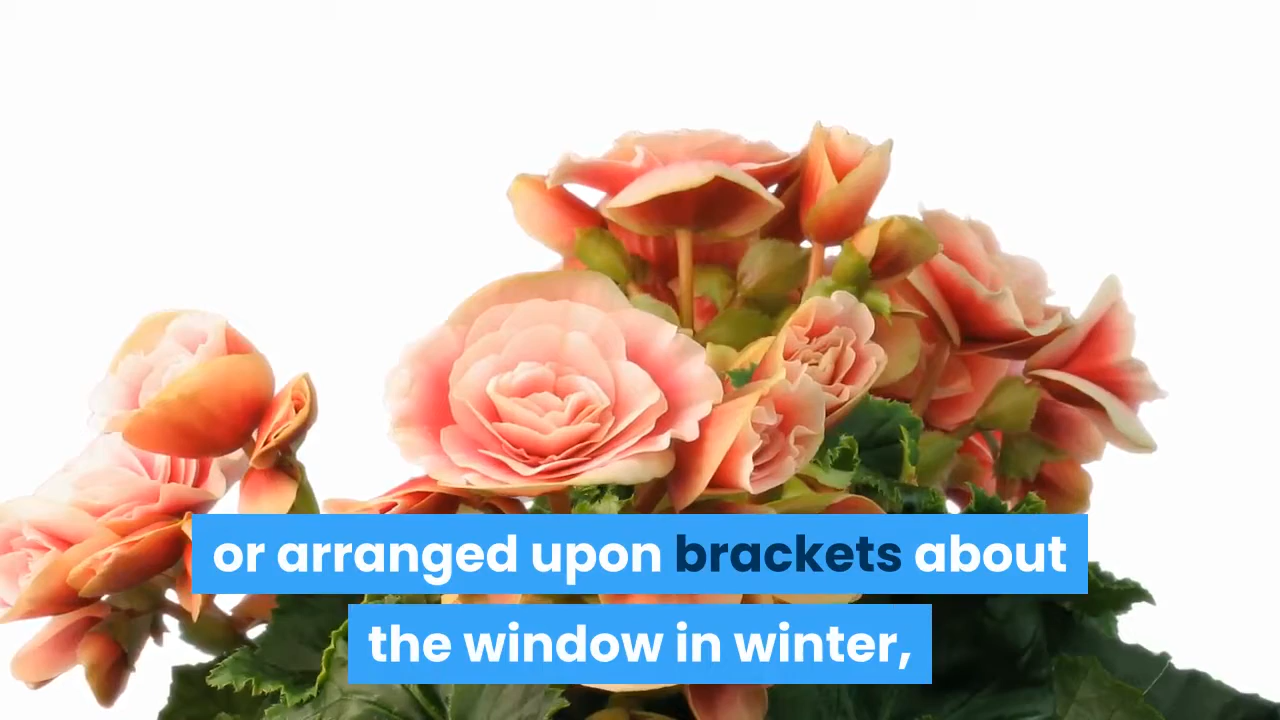 or arranged upon brackets about
the window in winter,